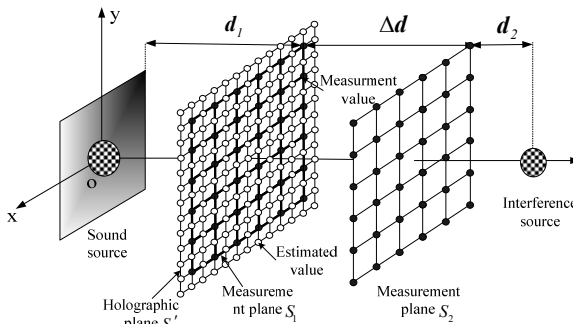 y
d1
Δd
d2
Measurment
value
o
x
Sound
source
Interference
source
Estimated
value
Holographic
plane S'
Measureme
nt plane S1
Measurement
plane S2